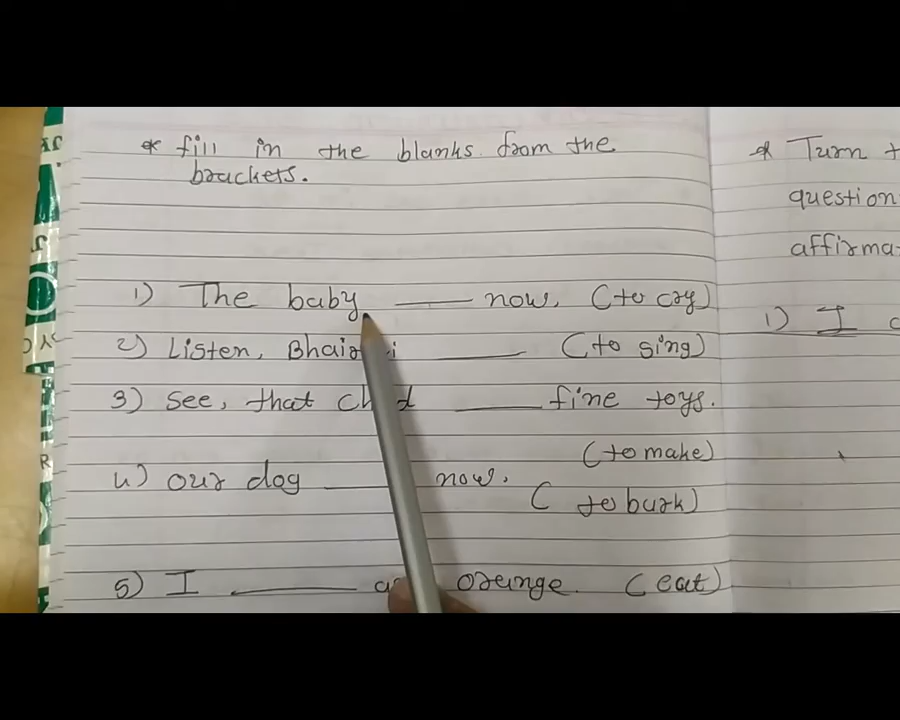 * fill in the blanks from the
brackets.
1) The baby ____ now. (to cry)
2) Listen, ____ (to sing)
3) See, that ____ fine toys.
(to make)
4) our dog ____ now.
(to bark)
5) I ____ orange. (eat)
* Turn
question
affirma
1) I